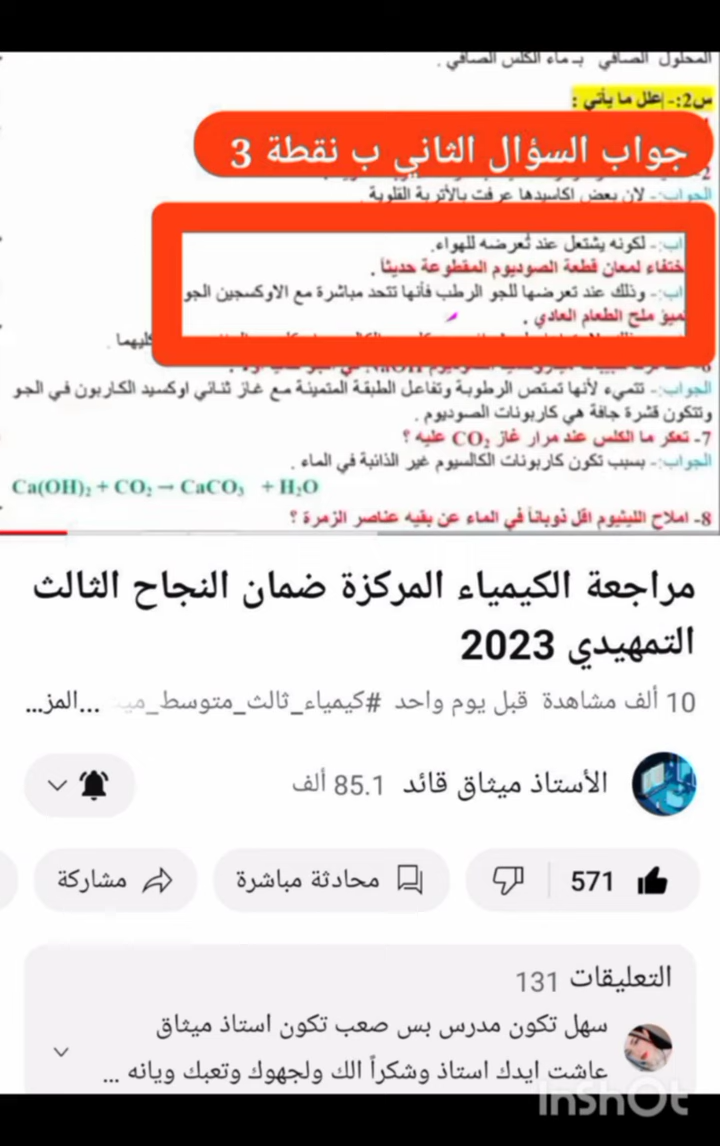 المحلول الصافي بـ ماء الكلس الصافي .
س2:- علل ما يأتي :
جواب السؤال الثاني ب نقطة 3
الجواب:- لان بعض اكاسيدها عرفت بالأتربة القلوية
اب:- لكونه يشتعل عند تعرضه للهواء.
ختفاء لمعان قطعة الصوديوم المقطوعة حديثاً .
اب:- وذلك عند تعرضها للجو الرطب فأنها تتحد مباشرة مع الاوكسجين الجو
ميؤ ملح الطعام العادي .
كليهما .
الجواب:- تتميء لأنها تمتص الرطوبة وتفاعل الطبقة المتميئة مع غاز ثنائي اوكسيد الكاربون في الجو
وتتكون قشرة جافة هي كاربونات الصوديوم .
7- تعكر ما الكلس عند مرار غاز CO₂ عليه ؟
الجواب:- بسبب تكون كاربونات الكالسيوم غير الذائبة في الماء .
Ca(OH)₂ + CO₂ → CaCO₃ + H₂O
8- املاح الليثيوم اقل ذوباناً في الماء عن بقيه عناصر الزمرة ؟
مراجعة الكيمياء المركزة ضمان النجاح الثالث
التمهيدي 2023
10 ألف مشاهدة قبل يوم واحد #كيمياء_ثالث_متوسط_ميث ...المز...
الأستاذ ميثاق قائد 85.1 ألف
571 محادثة مباشرة مشاركة
التعليقات 131
سهل تكون مدرس بس صعب تكون استاذ ميثاق
عاشت ايدك استاذ وشكراً الك ولجهوك وتعبك ويانه ...
InShOt